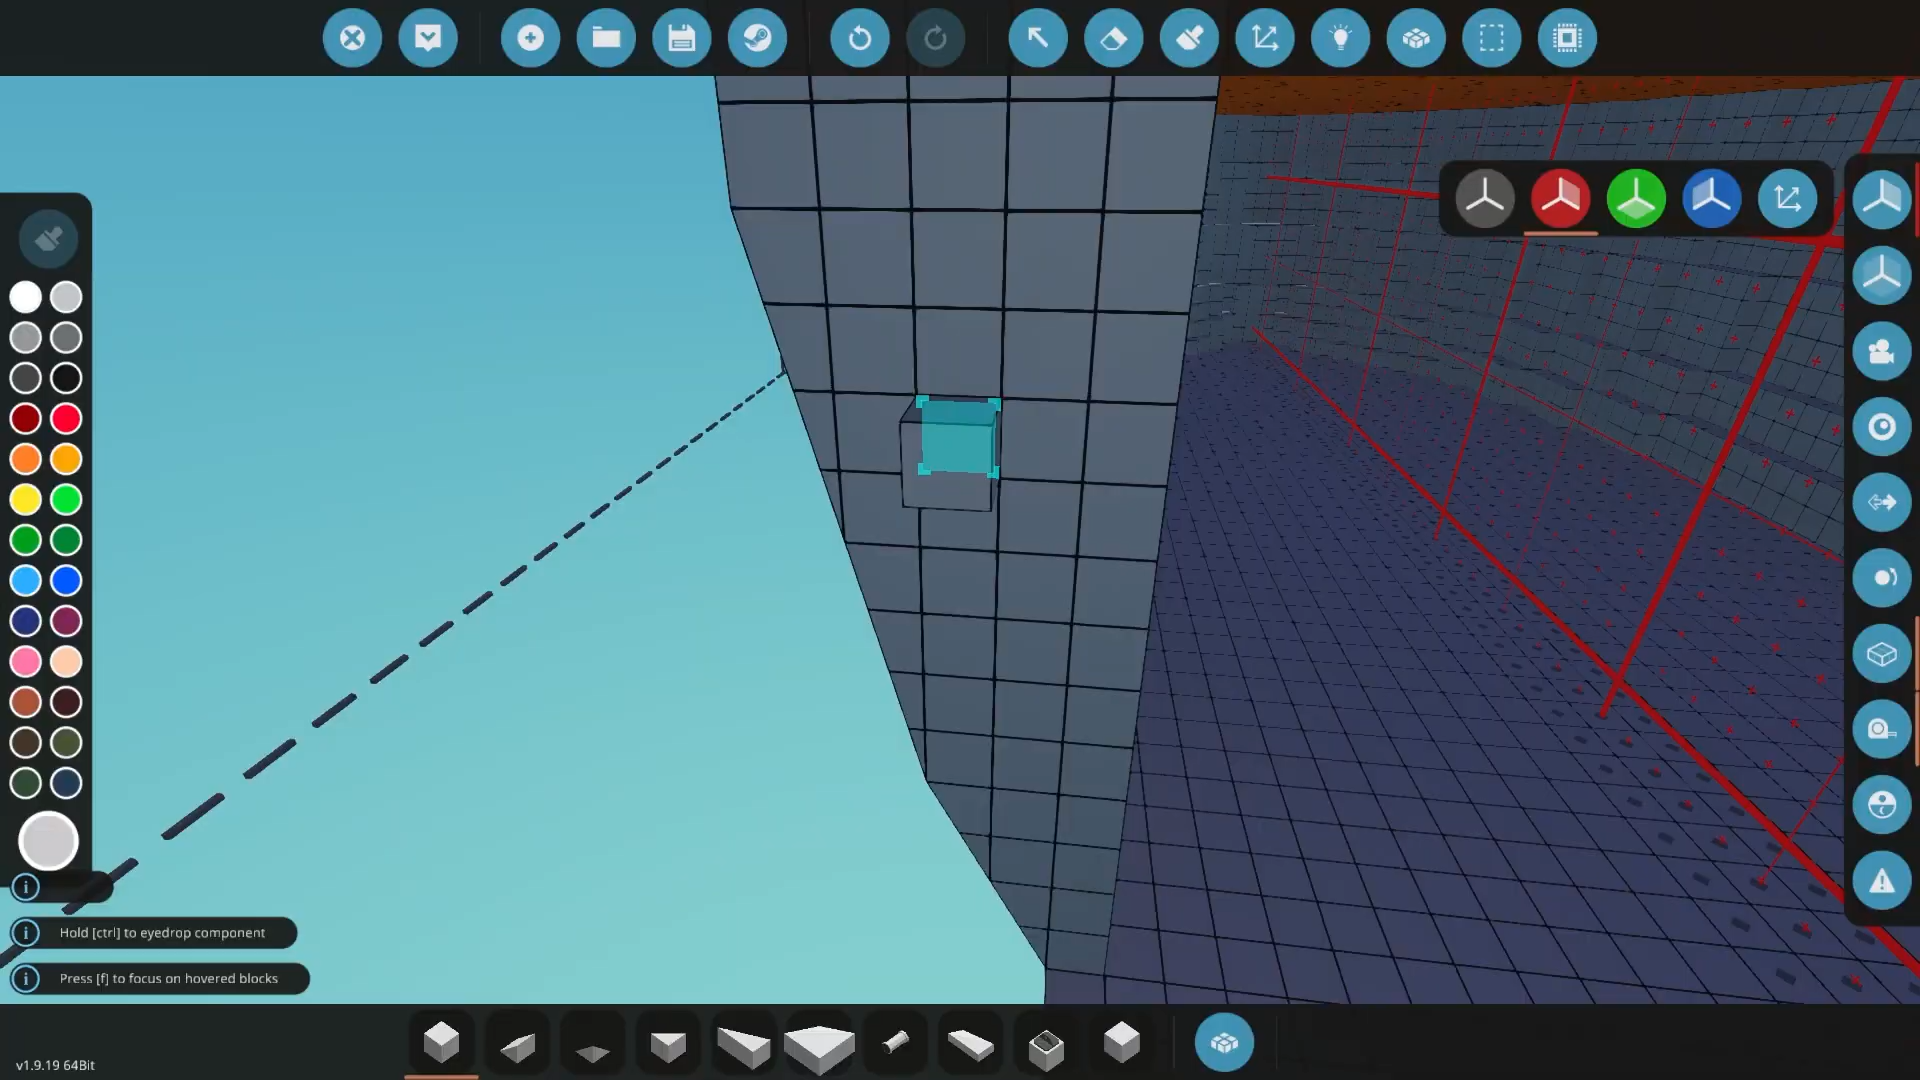 Hold [ctrl] to eyedrop component
Press [f] to focus on hovered blocks
v1.9.19 64Bit